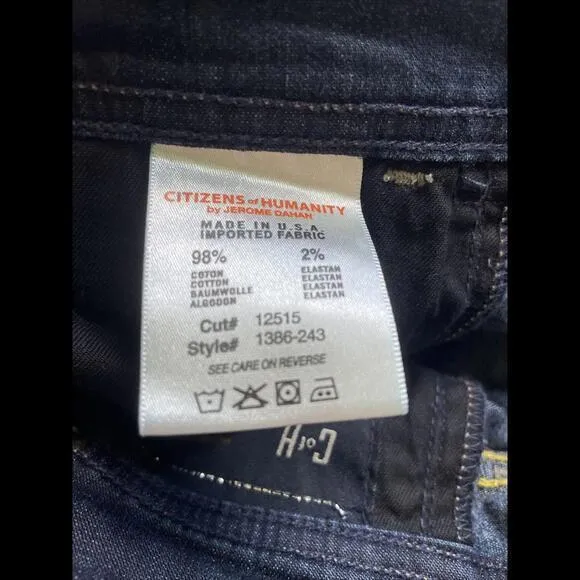 CITIZENS of HUMANITY
by JEROME DAHAN
MADE IN U.S.A.
IMPORTED FABRIC
98% 2%
COTON ELASTAN
COTTON ELASTAN
BAUMWOLLE ELASTAN
ALGODON ELASTAN
Cut# 12515
Style# 1386-243
SEE CARE ON REVERSE
C of H